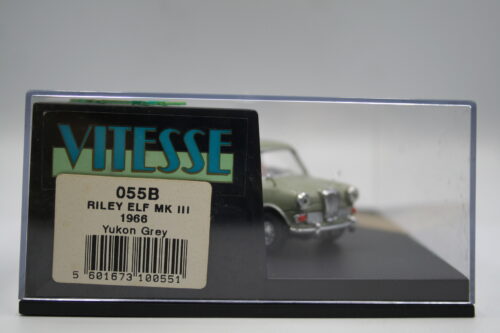 VITESSE
055B
RILEY ELF MK III
1966
Yukon Grey
5 601673 100551